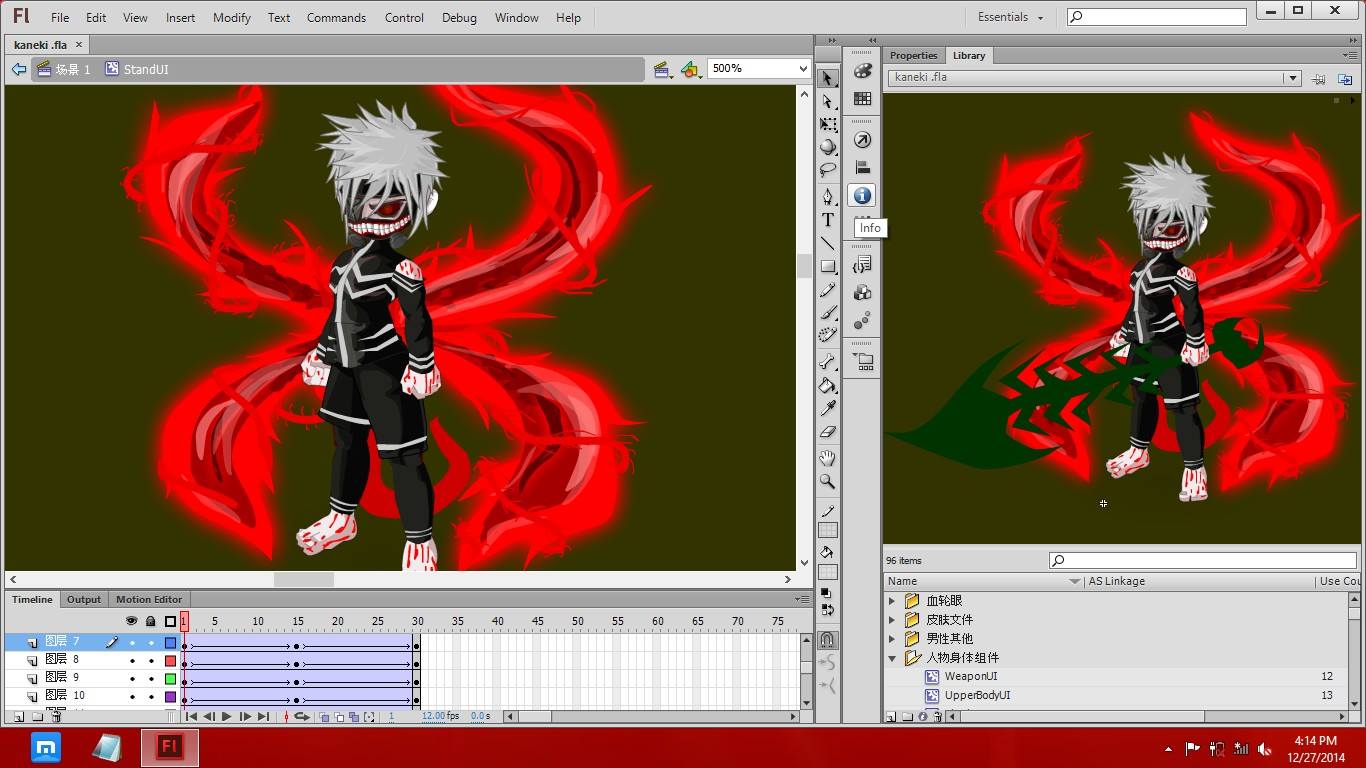 Fl File Edit View Insert Modify Text Commands Control Debug Window Help Essentials
kaneki .fla ×
场景 1 StandUI 500%
Properties Library
kaneki .fla
T
Info
96 items
Name AS Linkage Use Cou
血轮眼
皮肤文件
男性其他
人物身体组件
WeaponUI 12
UpperBodyUI 13
Timeline Output Motion Editor
1 5 10 15 20 25 30 35 40 45 50 55 60 65 70 75
图层 7
图层 8
图层 9
图层 10
1 12.00 fps 0.0 s
Fl
4:14 PM
12/27/2014